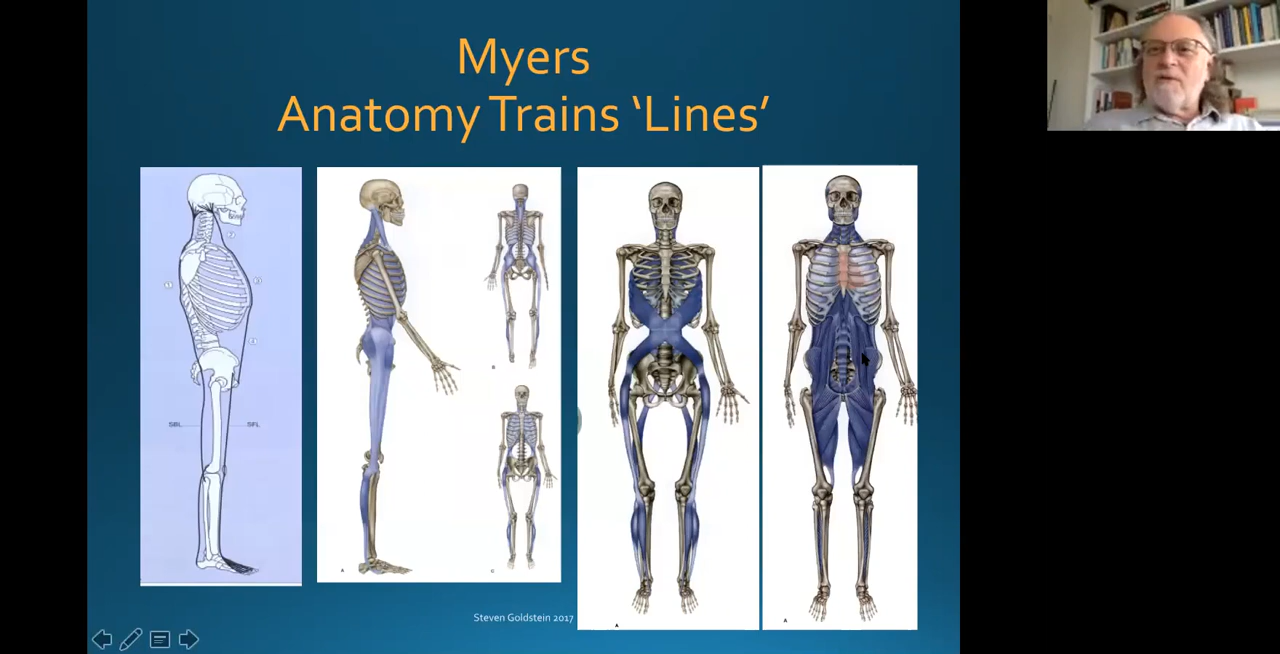 Myers
Anatomy Trains ‘Lines’
SBL
SFL
B
A
C
A
A
Steven Goldstein 2017